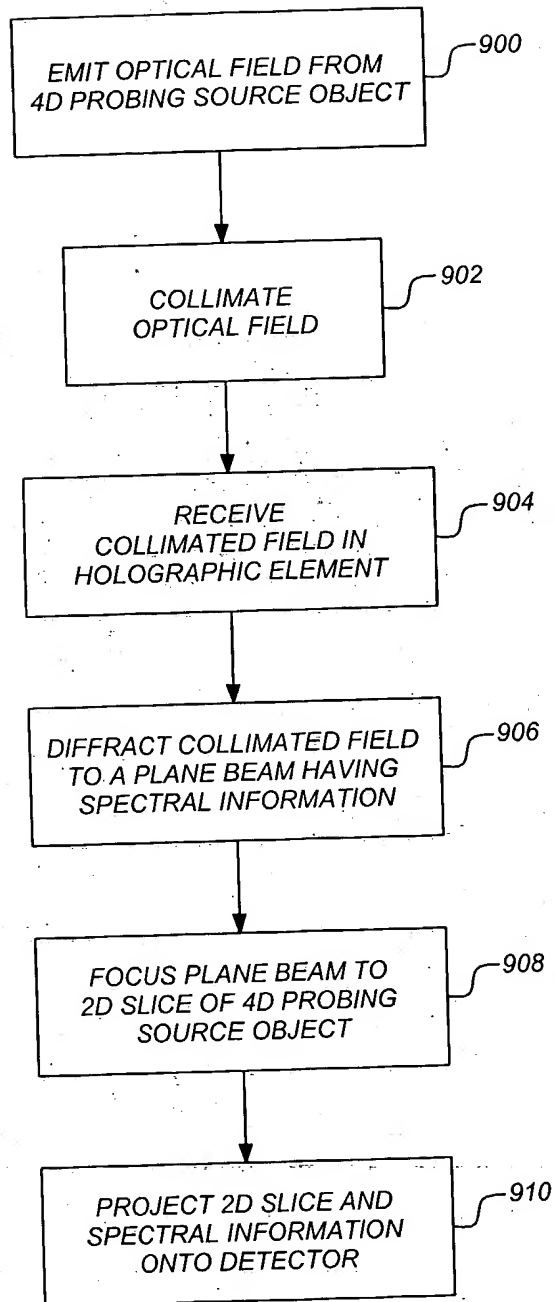 EMIT OPTICAL FIELD FROM
4D PROBING SOURCE OBJECT
900
COLLIMATE
OPTICAL FIELD
902
RECEIVE
COLLIMATED FIELD IN
HOLOGRAPHIC ELEMENT
904
DIFFRACT COLLIMATED FIELD
TO A PLANE BEAM HAVING
SPECTRAL INFORMATION
906
FOCUS PLANE BEAM TO
2D SLICE OF 4D PROBING
SOURCE OBJECT
908
PROJECT 2D SLICE AND
SPECTRAL INFORMATION
ONTO DETECTOR
910